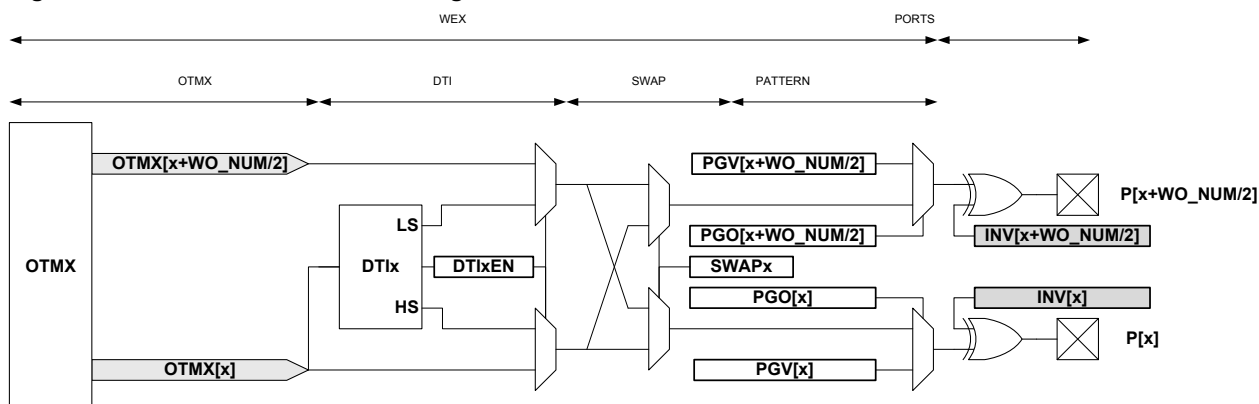 WEX PORTS
OTMX DTI SWAP PATTERN
OTMX[x+WO_NUM/2] PGV[x+WO_NUM/2]
P[x+WO_NUM/2]
LS
PGO[x+WO_NUM/2] INV[x+WO_NUM/2]
OTMX DTIx DTIxEN SWAPx
PGO[x] INV[x]
HS
P[x]
OTMX[x] PGV[x]